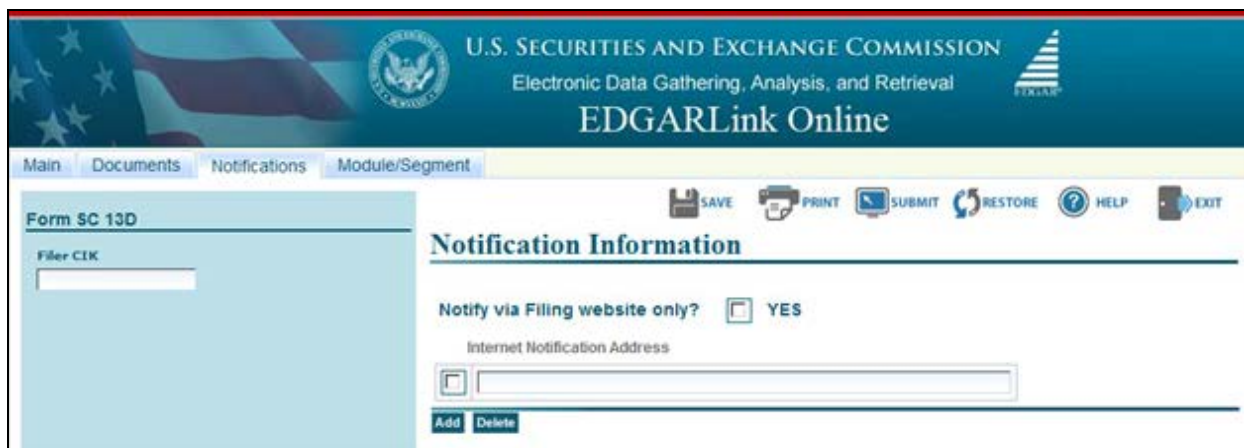 U.S. SECURITIES AND EXCHANGE COMMISSION
Electronic Data Gathering, Analysis, and Retrieval
EDGAR
EDGARLink Online
Main Documents Notifications Module/Segment
SAVE PRINT SUBMIT RESTORE HELP EXIT
Form SC 13D
Filer CIK
Notification Information
Notify via Filing website only? YES
Internet Notification Address
Add Delete